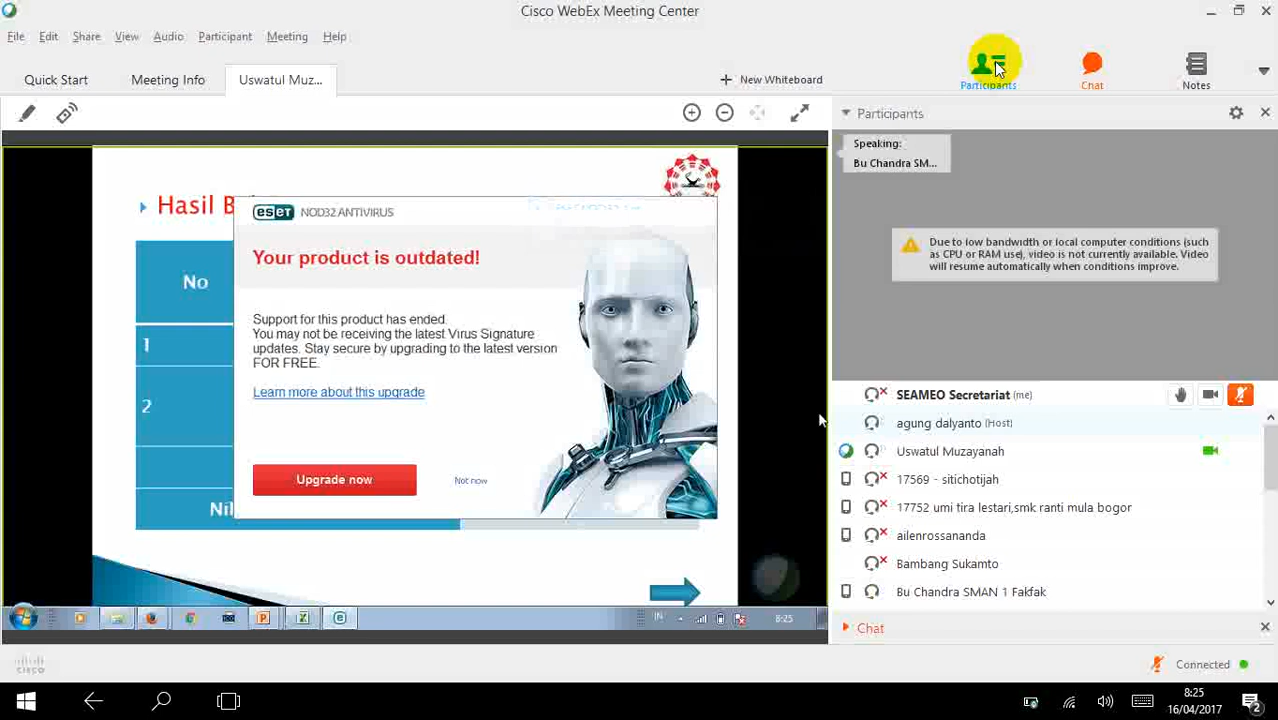 Cisco WebEx Meeting Center
File Edit Share View Audio Participant Meeting Help
Quick Start Meeting Info Uswatul Muz... New Whiteboard
Participants Chat Notes
Participants
Speaking:
Bu Chandra SM...
Due to low bandwidth or local computer conditions (such
as CPU or RAM use), video is not currently available. Video
will resume automatically when conditions improve.
Hasil B
No
1
2
Nil
eset NOD32 ANTIVIRUS
Your product is outdated!
Support for this product has ended.
You may not be receiving the latest Virus Signature
updates. Stay secure by upgrading to the latest version
FOR FREE.
Learn more about this upgrade
Upgrade now Not now
IN 8:25
SEAMEO Secretariat (me)
agung dalyanto (Host)
Uswatul Muzayanah
17569 - sitichotijah
17752 umi tira lestari,smk ranti mula bogor
ailenrossananda
Bambang Sukamto
Bu Chandra SMAN 1 Fakfak
Chat
cisco
Connected
8:25
16/04/2017
2